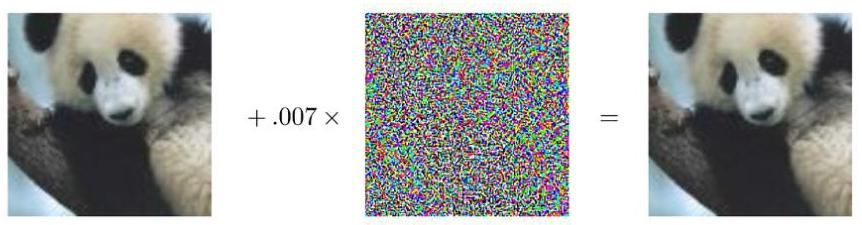 + .007 × =